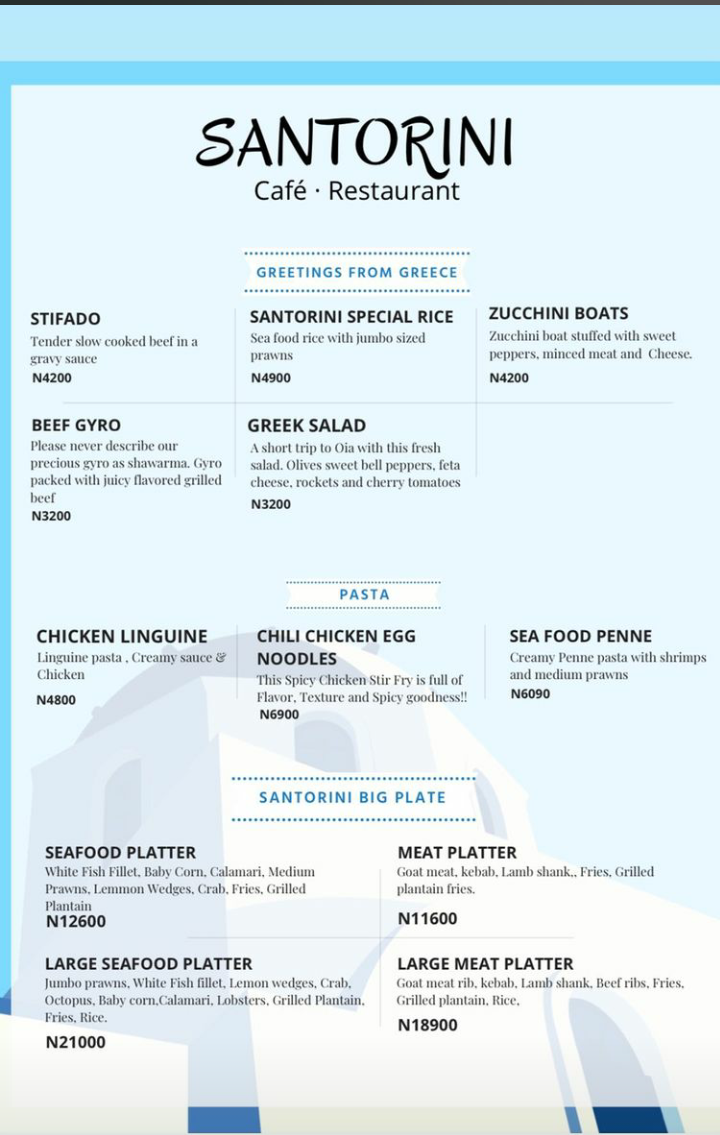 SANTORINI
Café · Restaurant
GREETINGS FROM GREECE
STIFADO
Tender slow cooked beef in a
gravy sauce
N4200
SANTORINI SPECIAL RICE
Sea food rice with jumbo sized
prawns
N4900
ZUCCHINI BOATS
Zucchini boat stuffed with sweet
peppers, minced meat and Cheese.
N4200
BEEF GYRO
Please never describe our
precious gyro as shawarma. Gyro
packed with juicy flavored grilled
beef
N3200
GREEK SALAD
A short trip to Oia with this fresh
salad. Olives sweet bell peppers, feta
cheese, rockets and cherry tomatoes
N3200
PASTA
CHICKEN LINGUINE
Linguine pasta , Creamy sauce &
Chicken
N4800
CHILI CHICKEN EGG
NOODLES
This Spicy Chicken Stir Fry is full of
Flavor, Texture and Spicy goodness!!
N6900
SEA FOOD PENNE
Creamy Penne pasta with shrimps
and medium prawns
N6090
SANTORINI BIG PLATE
SEAFOOD PLATTER
White Fish Fillet, Baby Corn, Calamari, Medium
Prawns, Lemmon Wedges, Crab, Fries, Grilled
Plantain
N12600
MEAT PLATTER
Goat meat, kebab, Lamb shank,, Fries, Grilled
plantain fries.
N11600
LARGE SEAFOOD PLATTER
Jumbo prawns, White Fish fillet, Lemon wedges, Crab,
Octopus, Baby corn,Calamari, Lobsters, Grilled Plantain,
Fries, Rice.
N21000
LARGE MEAT PLATTER
Goat meat rib, kebab, Lamb shank, Beef ribs, Fries,
Grilled plantain, Rice,
N18900